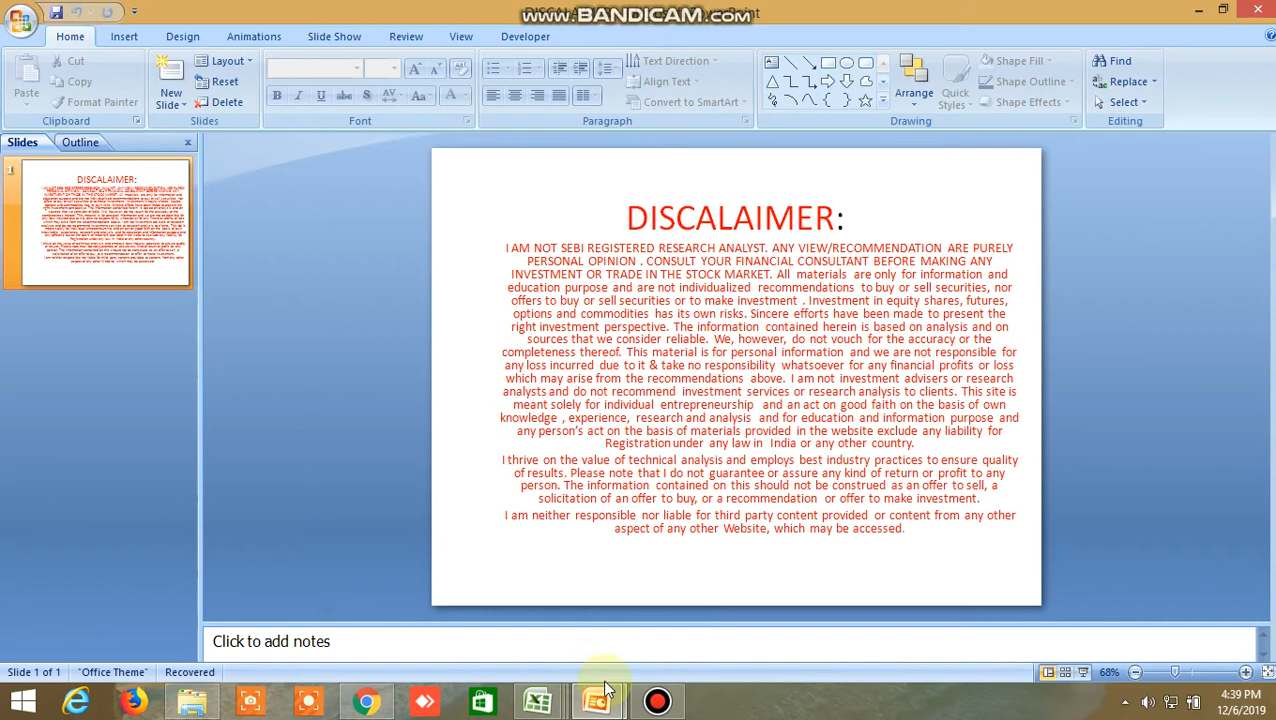 www.BANDICAM.com
Home Insert Design Animations Slide Show Review View Developer
Paste
Cut
Copy
Format Painter
Clipboard
New
Slide
Layout
Reset
Delete
Slides
B I U abc S AV Aa A
Font
Text Direction
Align Text
Convert to SmartArt
Paragraph
Arrange
Quick
Styles
Shape Fill
Shape Outline
Shape Effects
Drawing
Find
Replace
Select
Editing
Slides Outline
1
DISCALAIMER:
DISCALAIMER:
I AM NOT SEBI REGISTERED RESEARCH ANALYST. ANY VIEW/RECOMMENDATION ARE PURELY
PERSONAL OPINION . CONSULT YOUR FINANCIAL CONSULTANT BEFORE MAKING ANY
INVESTMENT OR TRADE IN THE STOCK MARKET. All materials are only for information and
education purpose and are not individualized recommendations to buy or sell securities, nor
offers to buy or sell securities or to make investment . Investment in equity shares, futures,
options and commodities has its own risks. Sincere efforts have been made to present the
right investment perspective. The information contained herein is based on analysis and on
sources that we consider reliable. We, however, do not vouch for the accuracy or the
completeness thereof. This material is for personal information and we are not responsible for
any loss incurred due to it & take no responsibility whatsoever for any financial profits or loss
which may arise from the recommendations above. I am not investment advisers or research
analysts and do not recommend investment services or research analysis to clients. This site is
meant solely for individual entrepreneurship and an act on good faith on the basis of own
knowledge , experience, research and analysis and for education and information purpose and
any person's act on the basis of materials provided in the website exclude any liability for
Registration under any law in India or any other country.
I thrive on the value of technical analysis and employs best industry practices to ensure quality
of results. Please note that I do not guarantee or assure any kind of return or profit to any
person. The information contained on this should not be construed as an offer to sell, a
solicitation of an offer to buy, or a recommendation or offer to make investment.
I am neither responsible nor liable for third party content provided or content from any other
aspect of any other Website, which may be accessed.
Click to add notes
Slide 1 of 1 "Office Theme" Recovered
68%
4:39 PM
12/6/2019